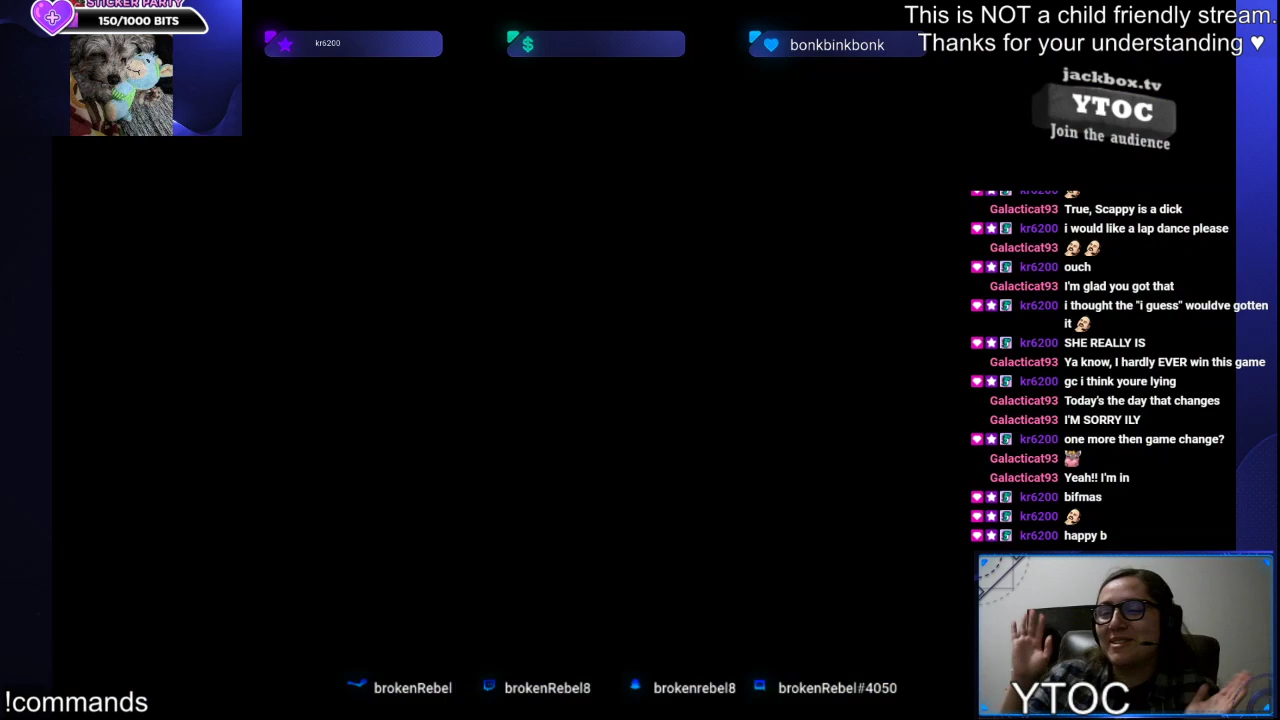 STICKER PARTY
150/1000 BITS
kr6200
bonkbinkbonk
This is NOT a child friendly stream.
Thanks for your understanding ♥
jackbox.tv
YTOC
Join the audience
kr6200
Galacticat93 True, Scappy is a dick
kr6200 i would like a lap dance please
Galacticat93
kr6200 ouch
Galacticat93 I'm glad you got that
kr6200 i thought the "i guess" wouldve gotten
it
kr6200 SHE REALLY IS
Galacticat93 Ya know, I hardly EVER win this game
kr6200 gc i think youre lying
Galacticat93 Today's the day that changes
Galacticat93 I'M SORRY ILY
kr6200 one more then game change?
Galacticat93
Galacticat93 Yeah!! I'm in
kr6200 bifmas
kr6200
kr6200 happy b
YTOC
brokenRebel
brokenRebel8
brokenrebel8
brokenRebel#4050
!commands